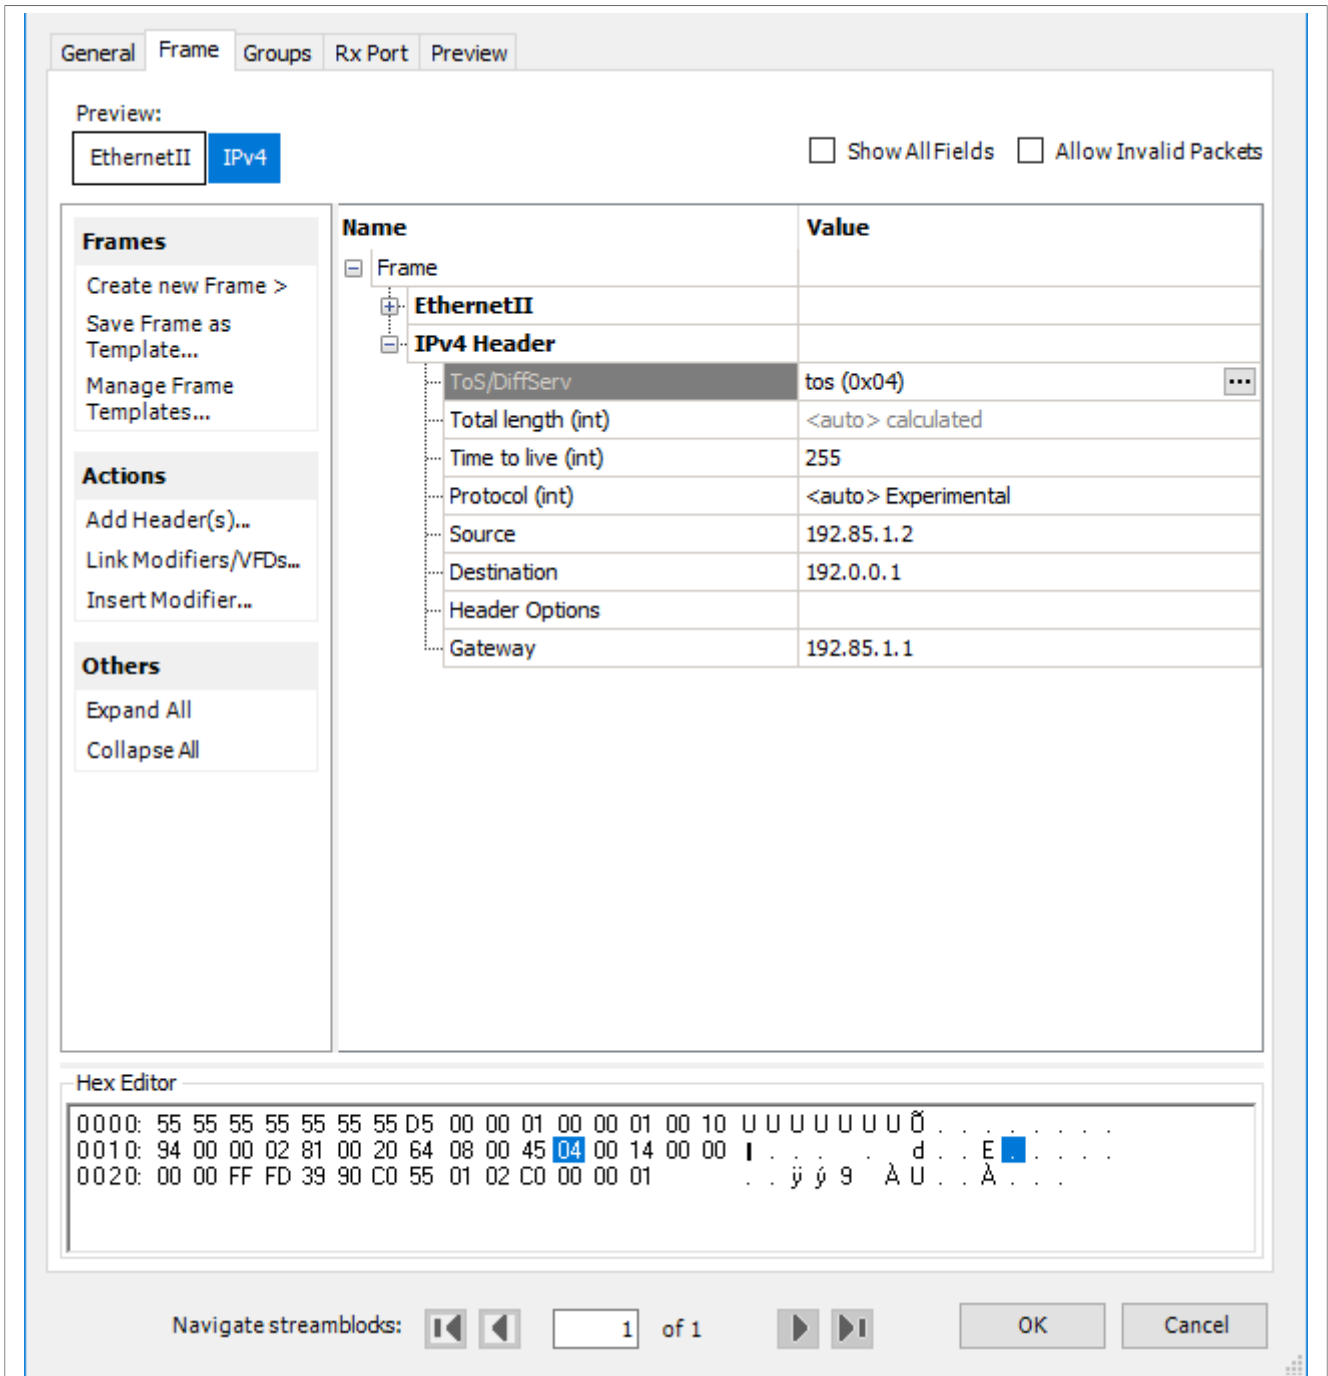 General Frame Groups Rx Port Preview
Preview:
EthernetII IPv4
Show All Fields Allow Invalid Packets
Frames
Create new Frame >
Save Frame as
Template...
Manage Frame
Templates...
Actions
Add Header(s)...
Link Modifiers/VFDs...
Insert Modifier...
Others
Expand All
Collapse All
Name Value
Frame
EthernetII
IPv4 Header
ToS/DiffServ tos (0x04)
Total length (int) <auto> calculated
Time to live (int) 255
Protocol (int) <auto> Experimental
Source 192.85.1.2
Destination 192.0.0.1
Header Options
Gateway 192.85.1.1
Hex Editor
0000: 55 55 55 55 55 55 55 D5 00 00 01 00 00 01 00 10 U U U U U U U Õ . . . . . . . .
0010: 94 00 00 02 81 00 20 64 08 00 45 04 00 14 00 00 . . . . d . . E . . . . .
0020: 00 00 FF FD 39 90 C0 55 01 02 C0 00 00 01 . . ÿ ý 9 À U . . À . . .
Navigate streamblocks: 1 of 1 OK Cancel